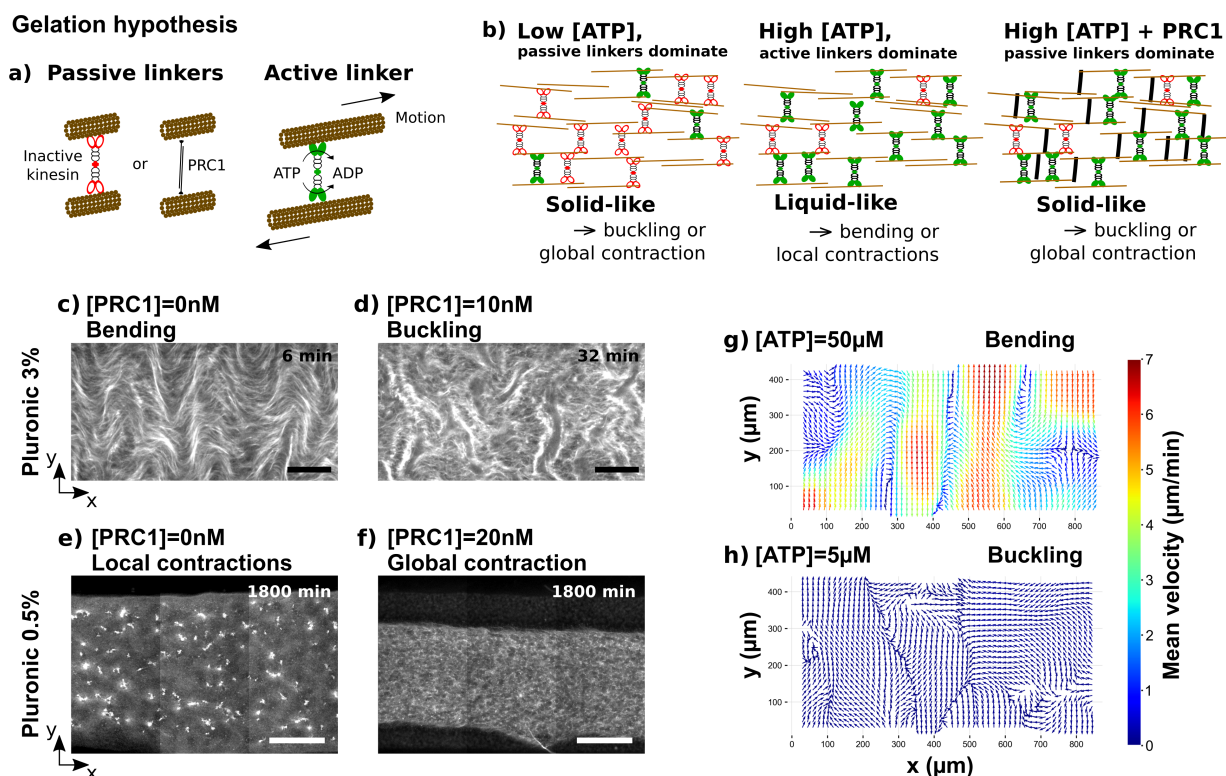 Gelation hypothesis
a) Passive linkers
Active linker
Inactive
kinesin
or
PRC1
ATP
ADP
Motion
b) Low [ATP],
passive linkers dominate
Solid-like
→ buckling or
global contraction
High [ATP],
active linkers dominate
Liquid-like
→ bending or
local contractions
High [ATP] + PRC1
passive linkers dominate
Solid-like
→ buckling or
global contraction
Pluronic 3%
c) [PRC1]=0nM
Bending
6 min
y
x
d) [PRC1]=10nM
Buckling
32 min
Pluronic 0.5%
e) [PRC1]=0nM
Local contractions
1800 min
y
x
f) [PRC1]=20nM
Global contraction
1800 min
g) [ATP]=50µM Bending
y (µm)
400
300
200
100
0 100 200 300 400 500 600 700 800
h) [ATP]=5µM Buckling
y (µm)
400
300
200
100
0 100 200 300 400 500 600 700 800
x (µm)
7
6
5
4
3
2
1
0
Mean velocity (µm/min)